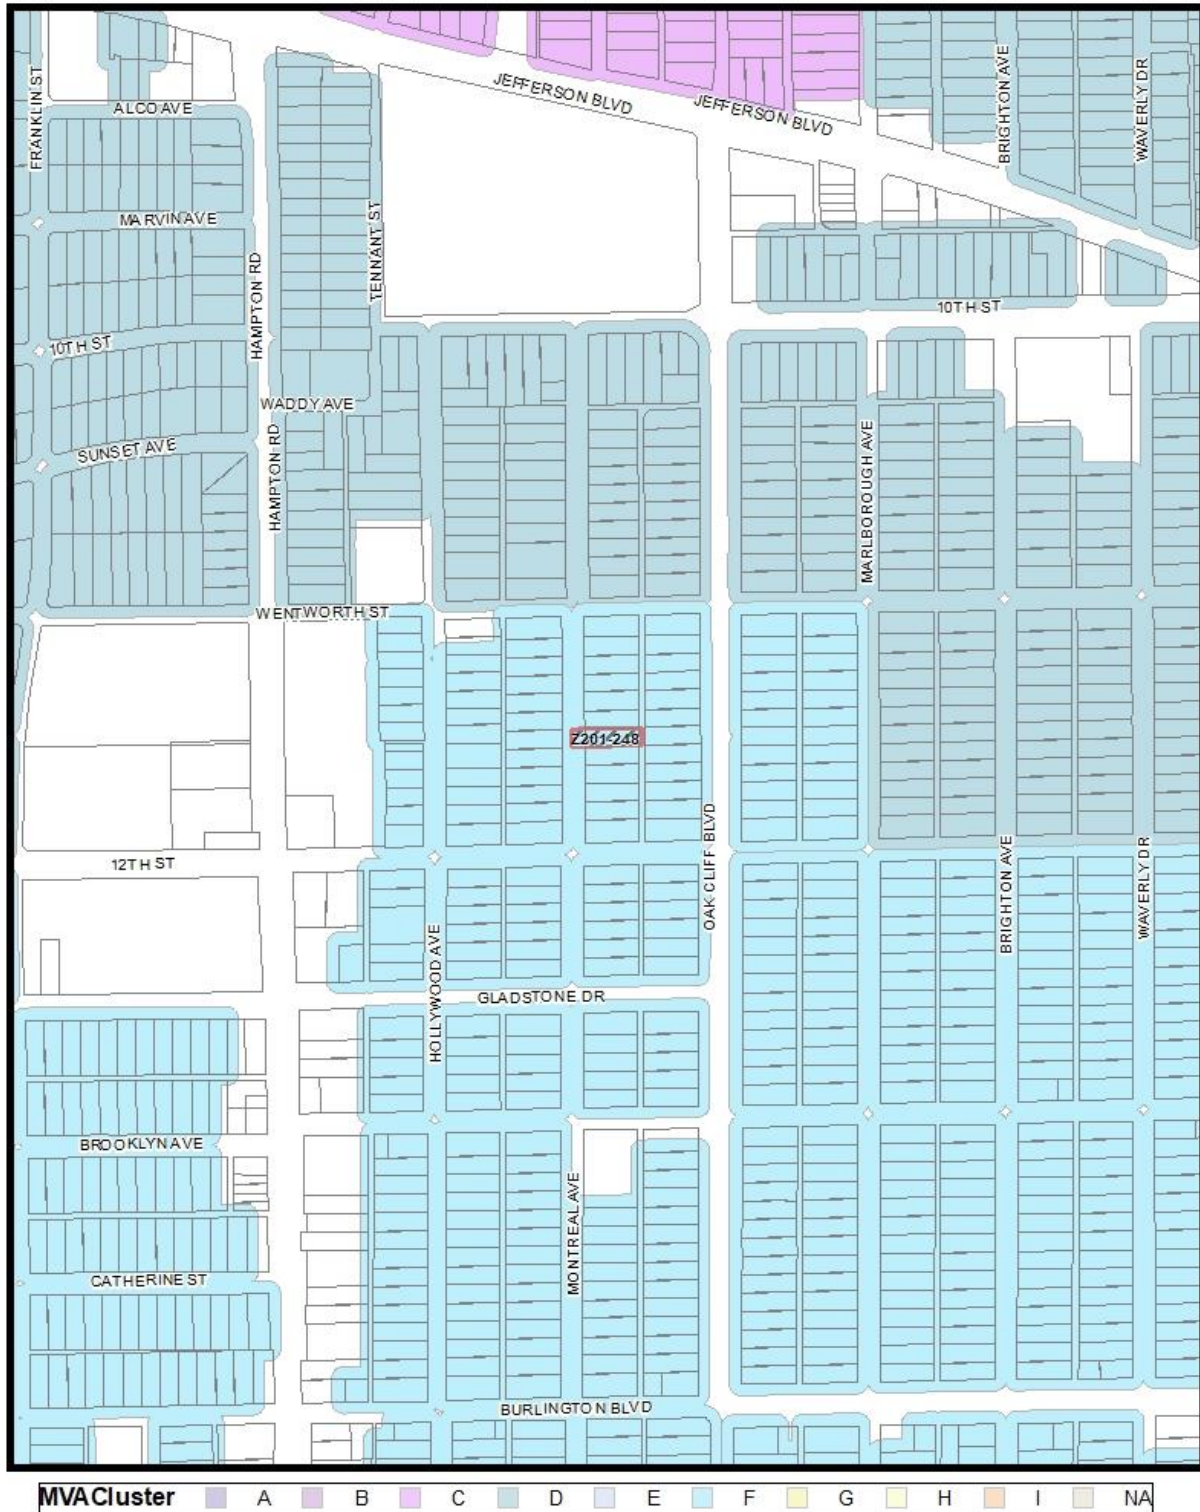 FRANKLIN ST
ALCO AVE
JEFFERSON BLVD
JEFFERSON BLVD
BRIGHTON AVE
WAVERLY DR
MARVIN AVE
TENNANT ST
HAMPTON RD
10TH ST
10TH ST
WADDY AVE
SUNSET AVE
HAMPTON RD
MARLBOROUGH AVE
WENTWORTH ST
Z201-248
OAK CLIFF BLVD
12TH ST
BRIGHTON AVE
WAVERLY DR
HOLLYWOOD AVE
GLADSTONE DR
BROOKLYN AVE
MONTREAL AVE
CATHERINE ST
BURLINGTON BLVD
MVACluster A B C D E F G H I NA